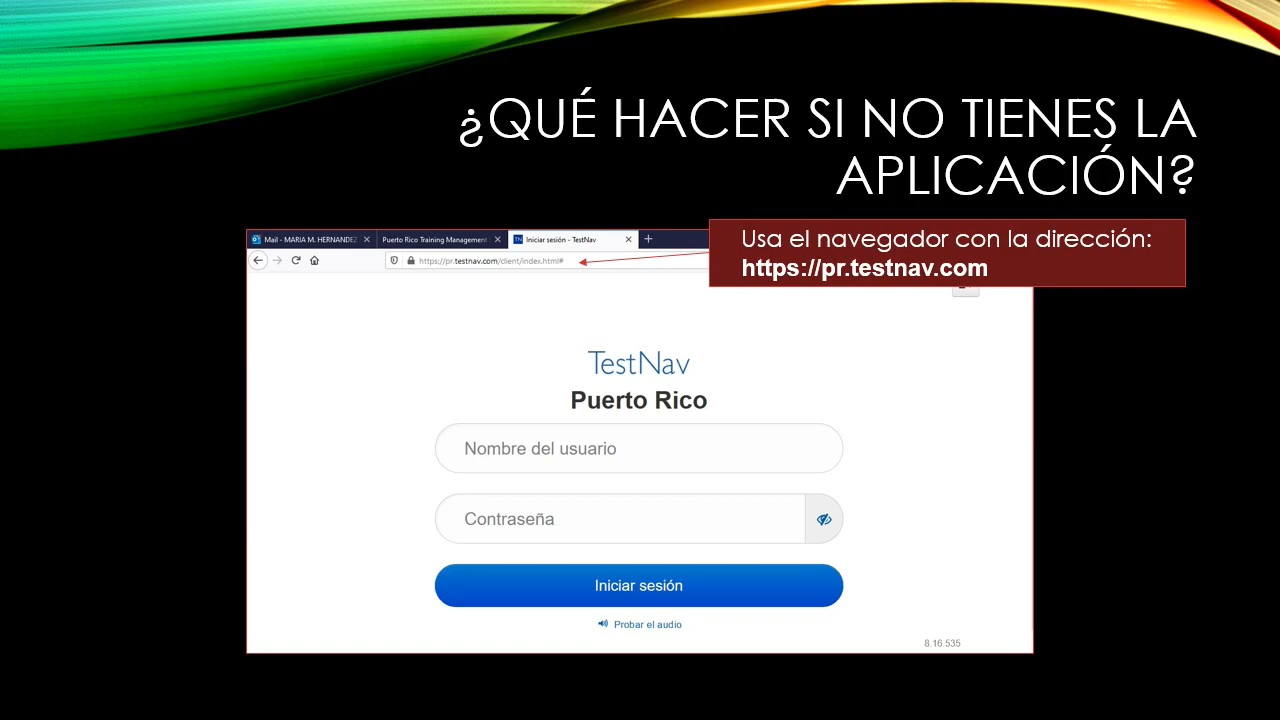 ¿QUÉ HACER SI NO TIENES LA
APLICACIÓN?
Usa el navegador con la dirección:
https://pr.testnav.com
Mail - MARIA M. HERNANDEZ
Puerto Rico Training Management
Iniciar sesión - TestNav
https://pr.testnav.com/client/index.html#
TestNav
Puerto Rico
Nombre del usuario
Contraseña
Iniciar sesión
Probar el audio
8.16.535